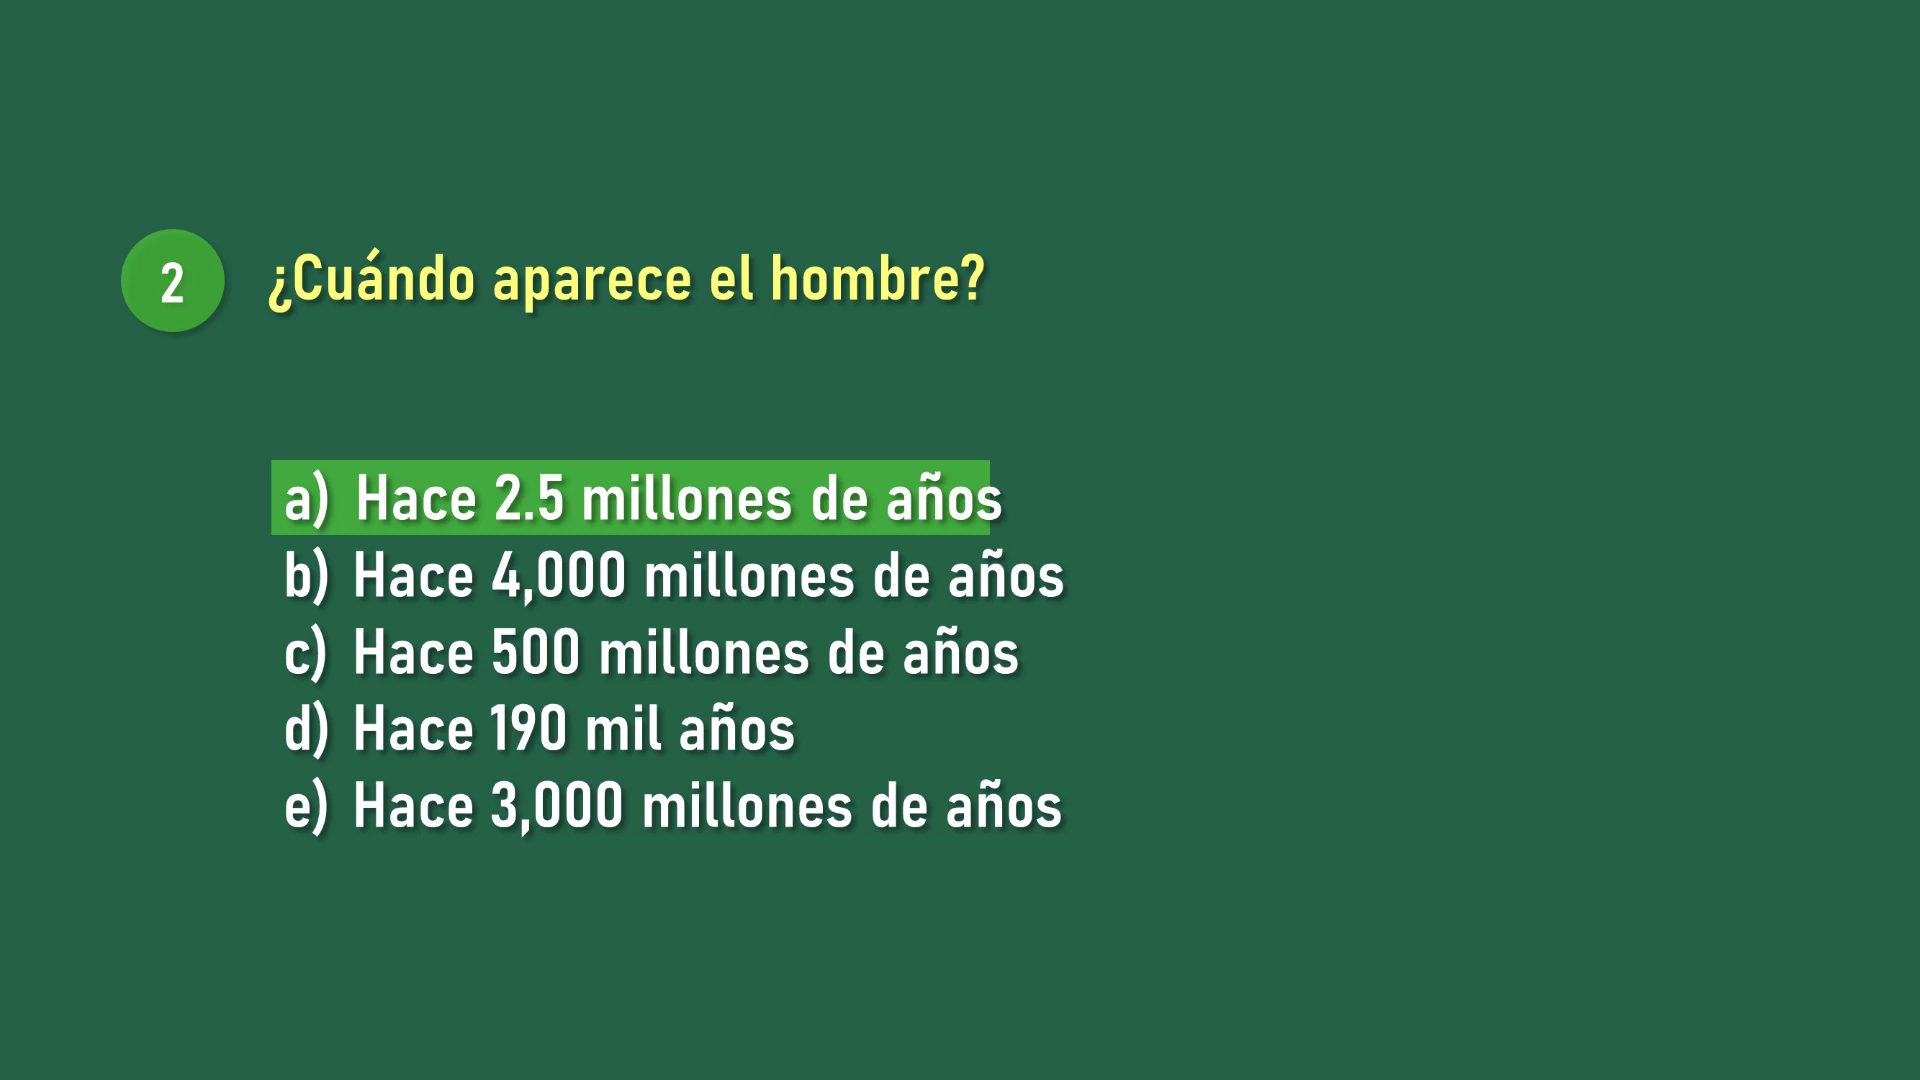 2 ¿Cuándo aparece el hombre?
a) Hace 2.5 millones de años
b) Hace 4,000 millones de años
c) Hace 500 millones de años
d) Hace 190 mil años
e) Hace 3,000 millones de años